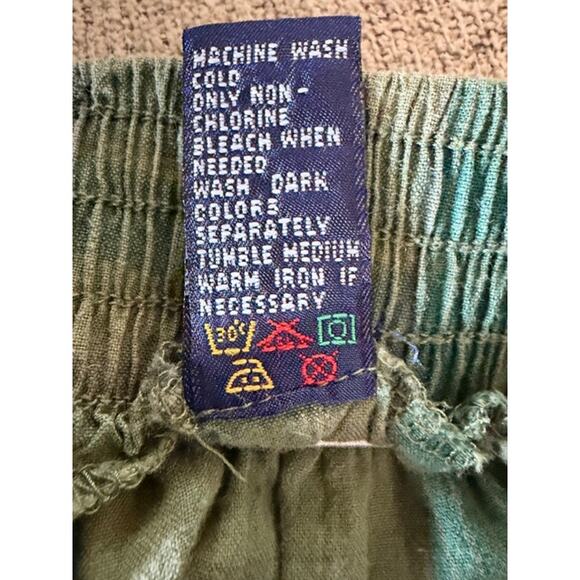 MACHINE WASH
COLD
ONLY NON-
CHLORINE
BLEACH WHEN
NEEDED
WASH DARK
COLORS
SEPARATELY
TUMBLE MEDIUM
WARM IRON IF
NECESSARY
30°C